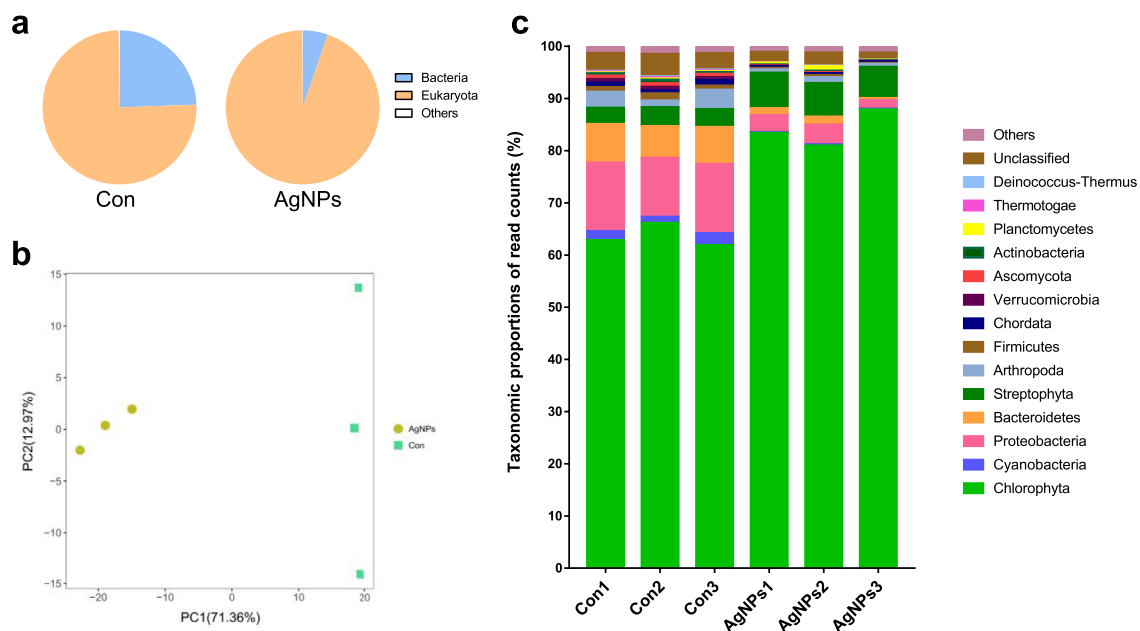 a
Bacteria
Eukaryota
Others
Con
AgNPs
b
15
10
5
0
−5
−10
−15
PC2(12.97%)
−20
−10
0
10
20
PC1(71.36%)
AgNPs
Con
c
Taxonomic proportions of read counts (%)
100
90
80
70
60
50
40
30
20
10
0
Con1
Con2
Con3
AgNPs1
AgNPs2
AgNPs3
Others
Unclassified
Deinococcus-Thermus
Thermotogae
Planctomycetes
Actinobacteria
Ascomycota
Verrucomicrobia
Chordata
Firmicutes
Arthropoda
Streptophyta
Bacteroidetes
Proteobacteria
Cyanobacteria
Chlorophyta